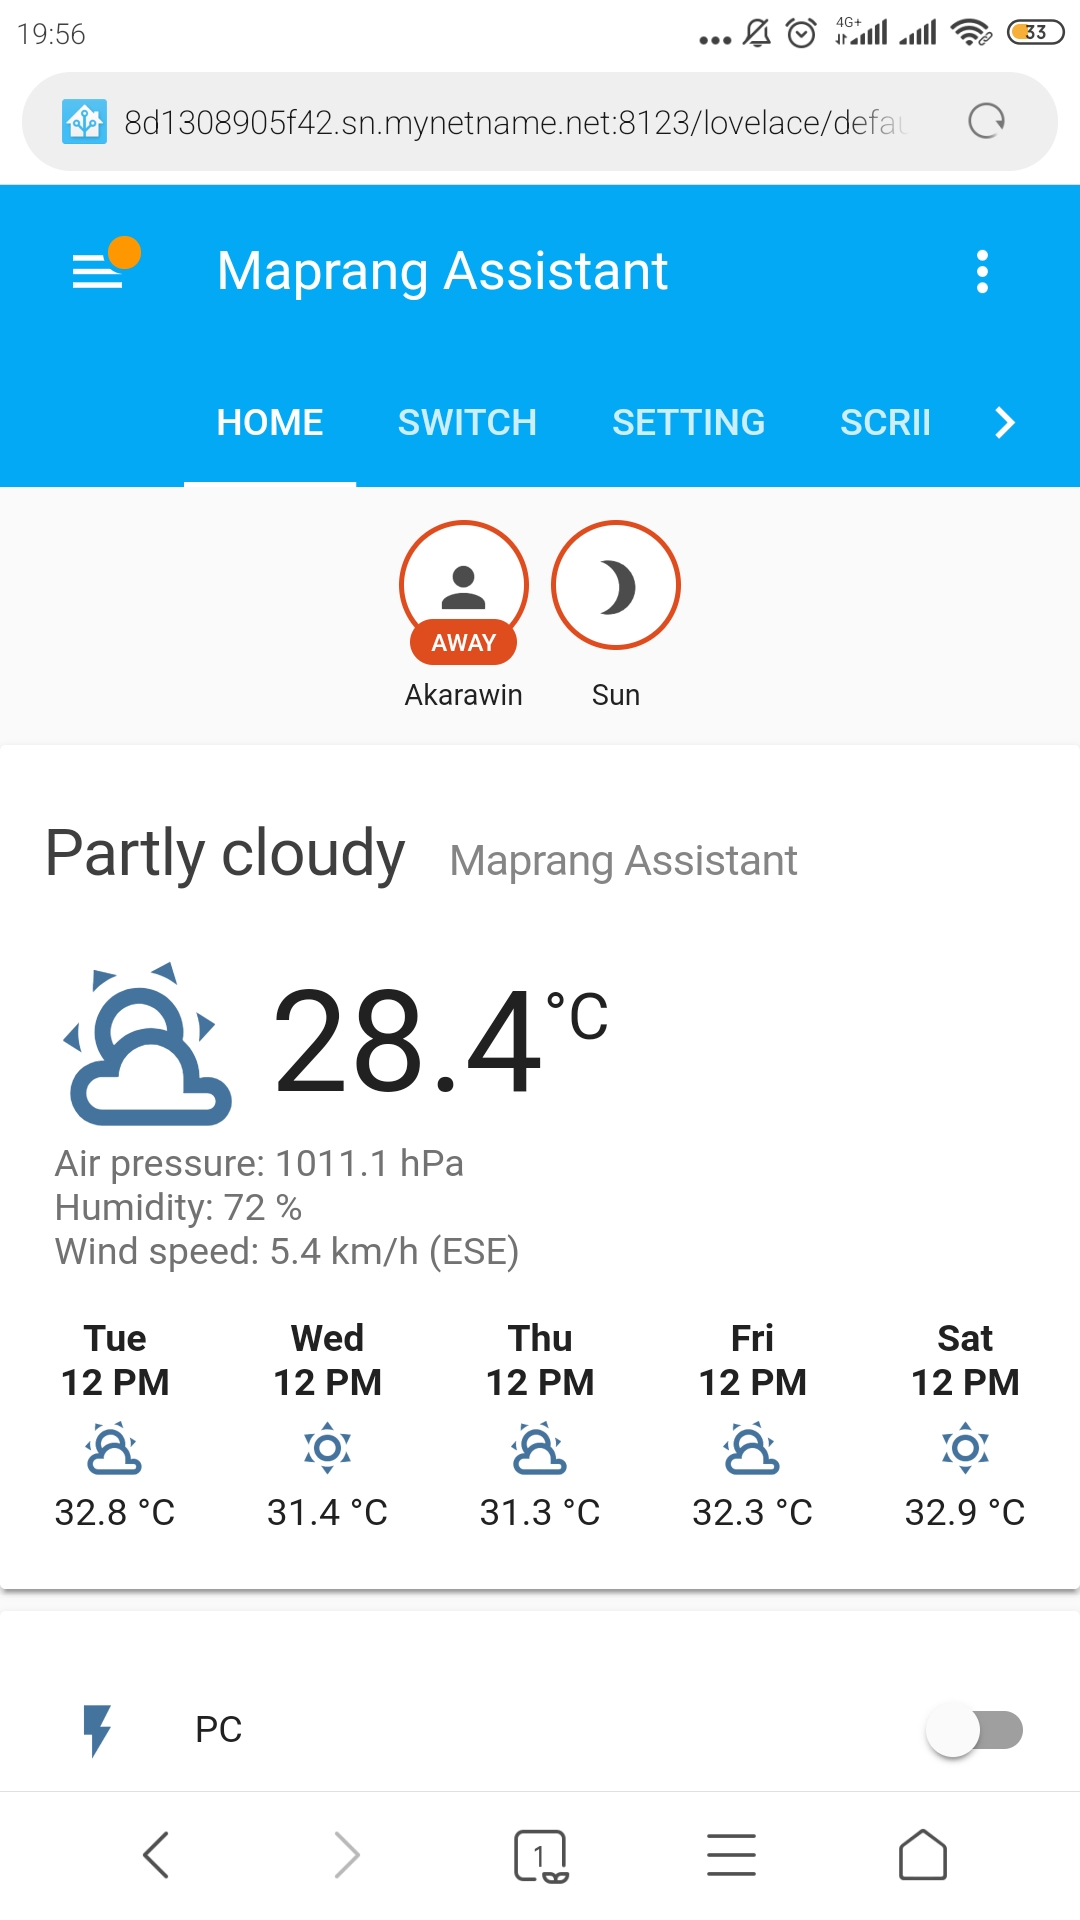 19:56
4G+
33
8d1308905f42.sn.mynetname.net:8123/lovelace/defau
Maprang Assistant
HOME SWITCH SETTING SCRII
AWAY
Akarawin Sun
Partly cloudy Maprang Assistant
28.4 °C
Air pressure: 1011.1 hPa
Humidity: 72 %
Wind speed: 5.4 km/h (ESE)
Tue Wed Thu Fri Sat
12 PM 12 PM 12 PM 12 PM 12 PM
32.8 °C 31.4 °C 31.3 °C 32.3 °C 32.9 °C
PC
1